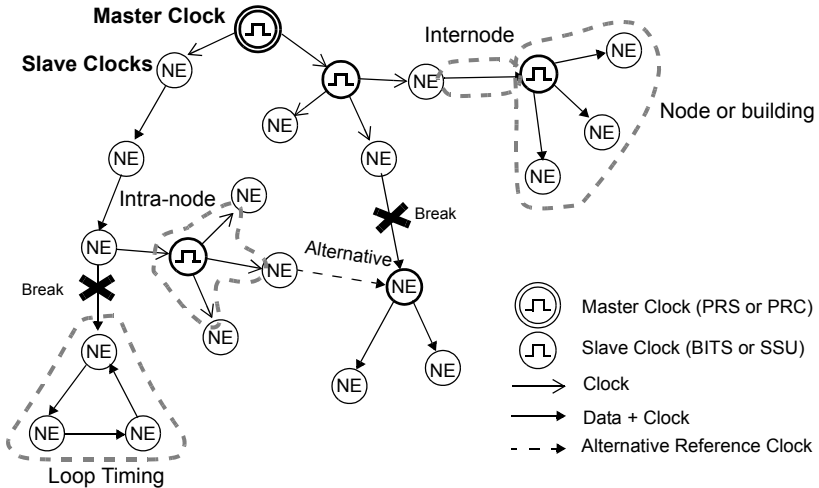 Master Clock
Slave Clocks
NE
Internode
NE
NE
Node or building
NE
NE
NE
NE
NE
NE
Intra-node
NE
Break
NE
Alternative
NE
NE
Break
NE
NE
NE
NE
NE
NE
NE
Loop Timing
Master Clock (PRS or PRC)
Slave Clock (BITS or SSU)
Clock
Data + Clock
Alternative Reference Clock